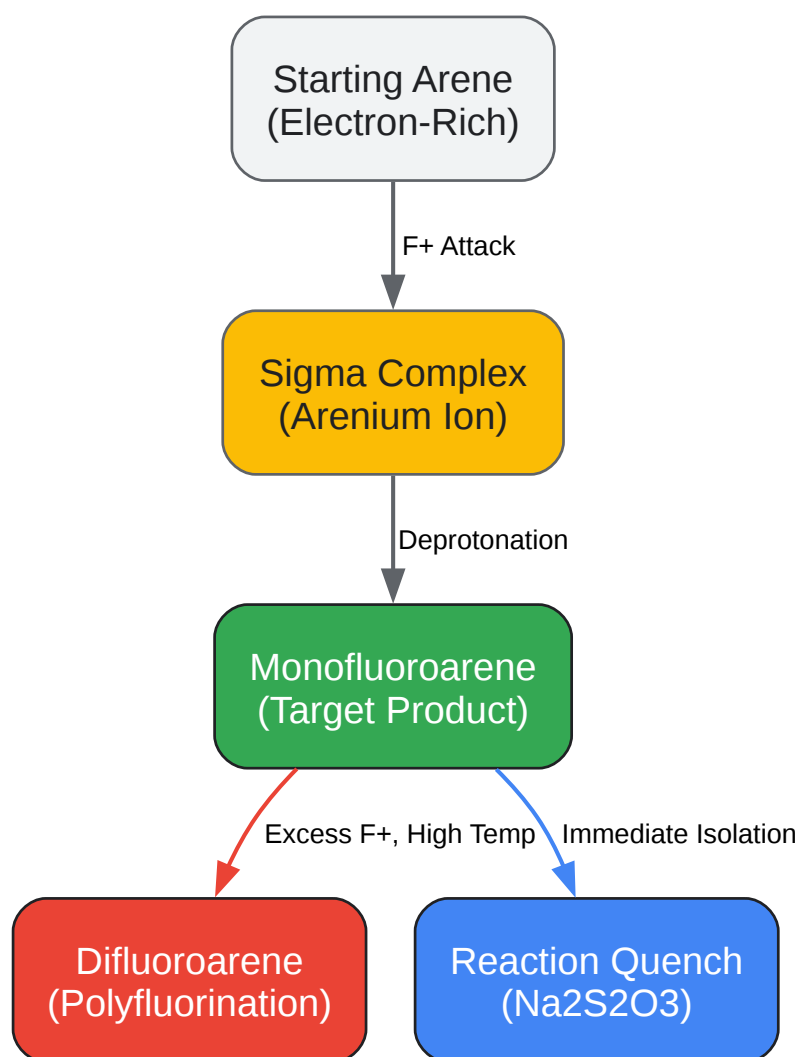 Starting Arene
(Electron-Rich)
F+ Attack
Sigma Complex
(Arenium Ion)
Deprotonation
Monofluoroarene
(Target Product)
Excess F+, High Temp
Immediate Isolation
Difluoroarene
(Polyfluorination)
Reaction Quench
(Na2S2O3)